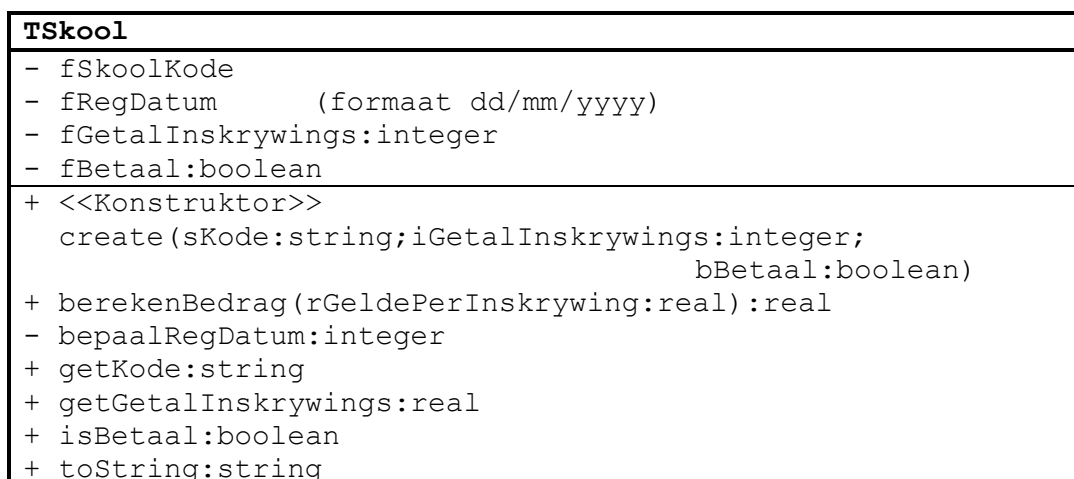 TSkool
- fSkoolKode
- fRegDatum (formaat dd/mm/yyyy)
- fGetalInskrywings:integer
- fBetaal:boolean
+ <<Konstruktor>>
create(sKode:string;iGetalInskrywings:integer;
bBetaal:boolean)
+ berekenBedrag(rGeldePerInskrywing:real):real
- bepaalRegDatum:integer
+ getKode:string
+ getGetalInskrywings:real
+ isBetaal:boolean
+ toString:string